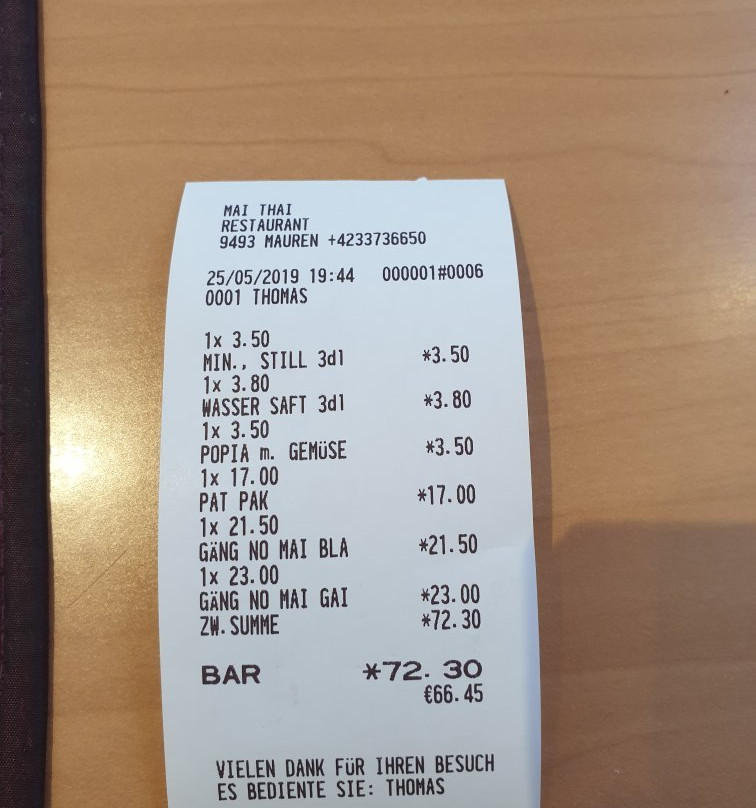 MAI THAI
RESTAURANT
9493 MAUREN +4233736650
25/05/2019 19:44 000001#0006
0001 THOMAS
1x 3.50
MIN., STILL 3dl *3.50
1x 3.80
WASSER SAFT 3dl *3.80
1x 3.50
POPIA m. GEMüSE *3.50
1x 17.00
PAT PAK *17.00
1x 21.50
GäNG NO MAI BLA *21.50
1x 23.00
GäNG NO MAI GAI *23.00
ZW.SUMME *72.30
BAR *72.30
€66.45
VIELEN DANK FüR IHREN BESUCH
ES BEDIENTE SIE: THOMAS